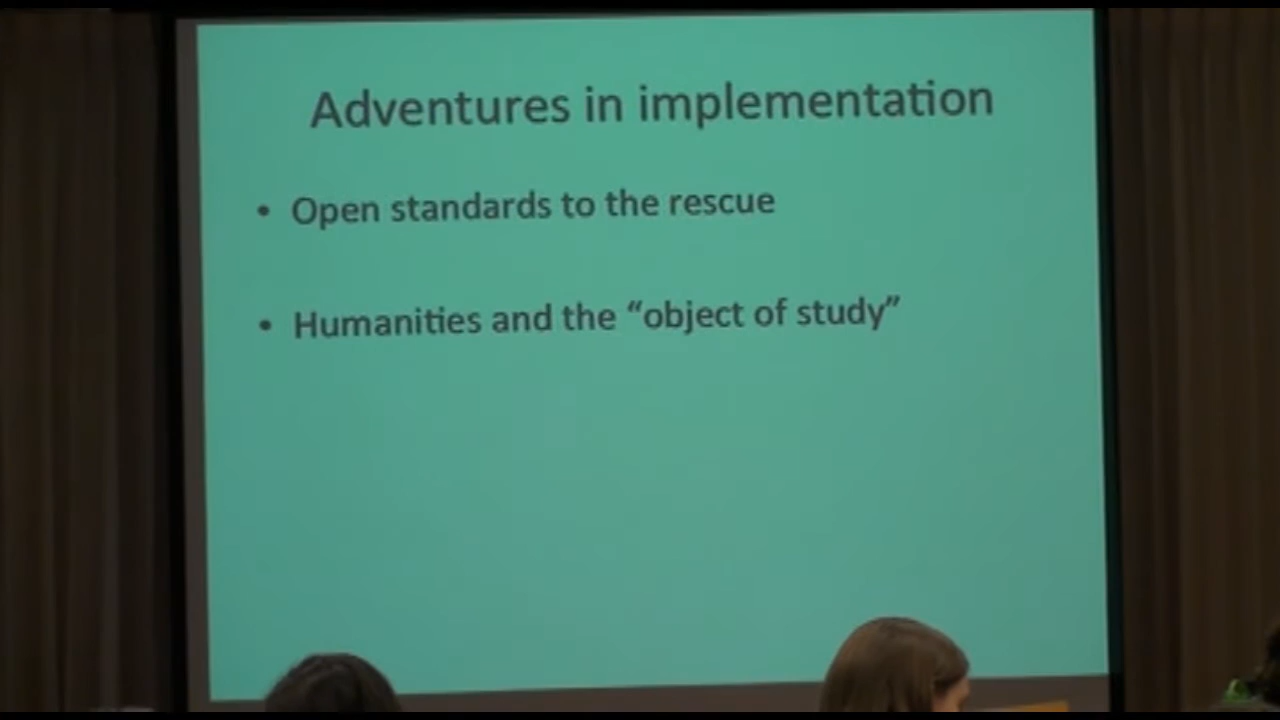 Adventures in implementation
• Open standards to the rescue
• Humanities and the “object of study”